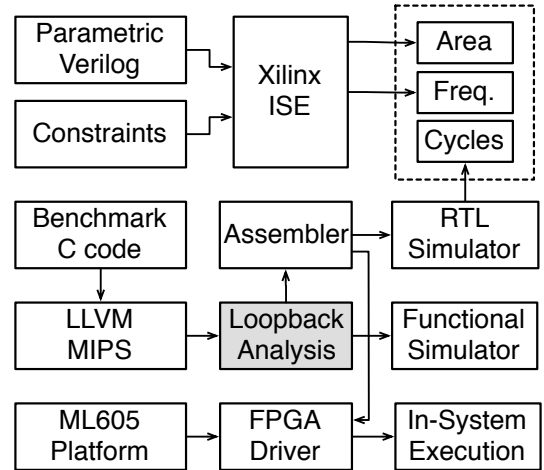 Parametric
Verilog
Xilinx
ISE
Area
Freq.
Constraints
Cycles
Benchmark
C code
Assembler
RTL
Simulator
LLVM
MIPS
Loopback
Analysis
Functional
Simulator
ML605
Platform
FPGA
Driver
In-System
Execution